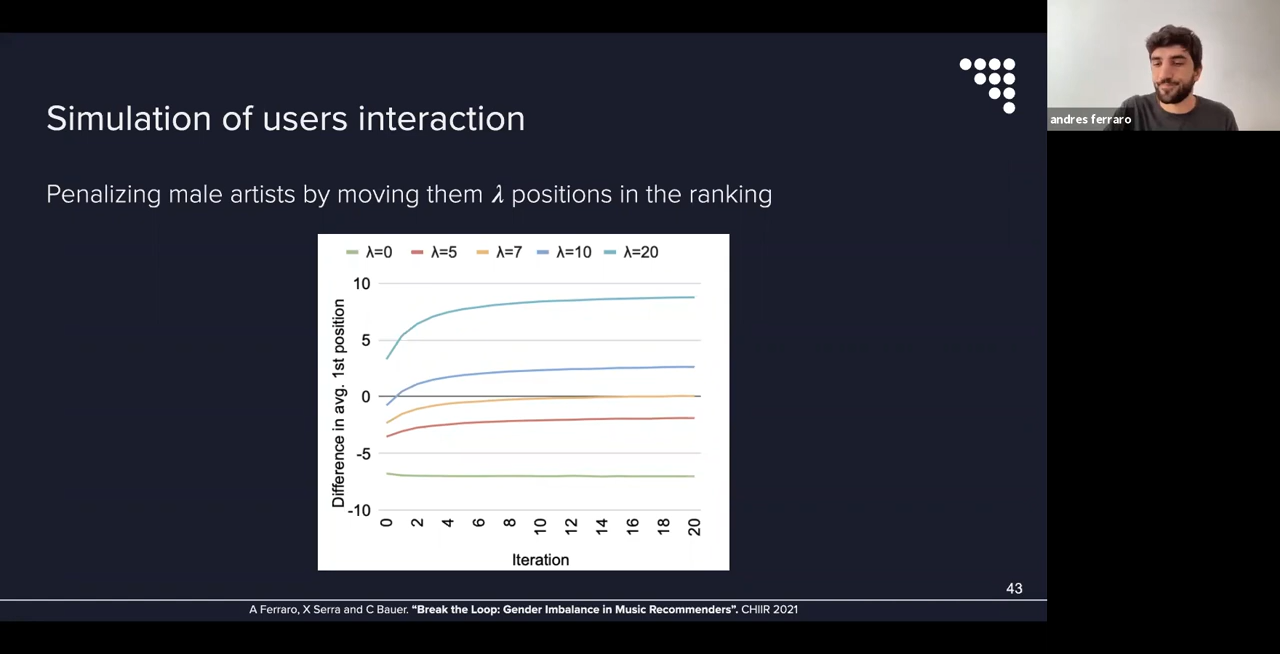 andres ferraro
Simulation of users interaction
Penalizing male artists by moving them λ positions in the ranking
λ=0 λ=5 λ=7 λ=10 λ=20
Difference in avg. 1st position
10
5
0
-5
-10
0 2 4 6 8 10 12 14 16 18 20
Iteration
43
A Ferraro, X Serra and C Bauer. “Break the Loop: Gender Imbalance in Music Recommenders”. CHIIR 2021